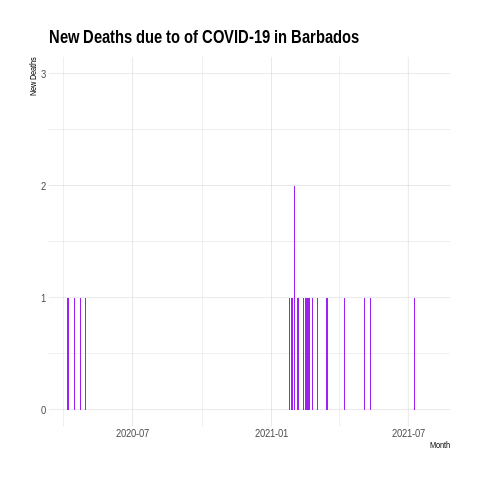 New Deaths due to of COVID-19 in Barbados
New Deaths
3
2
1
0
2020-07
2021-01
2021-07
Month